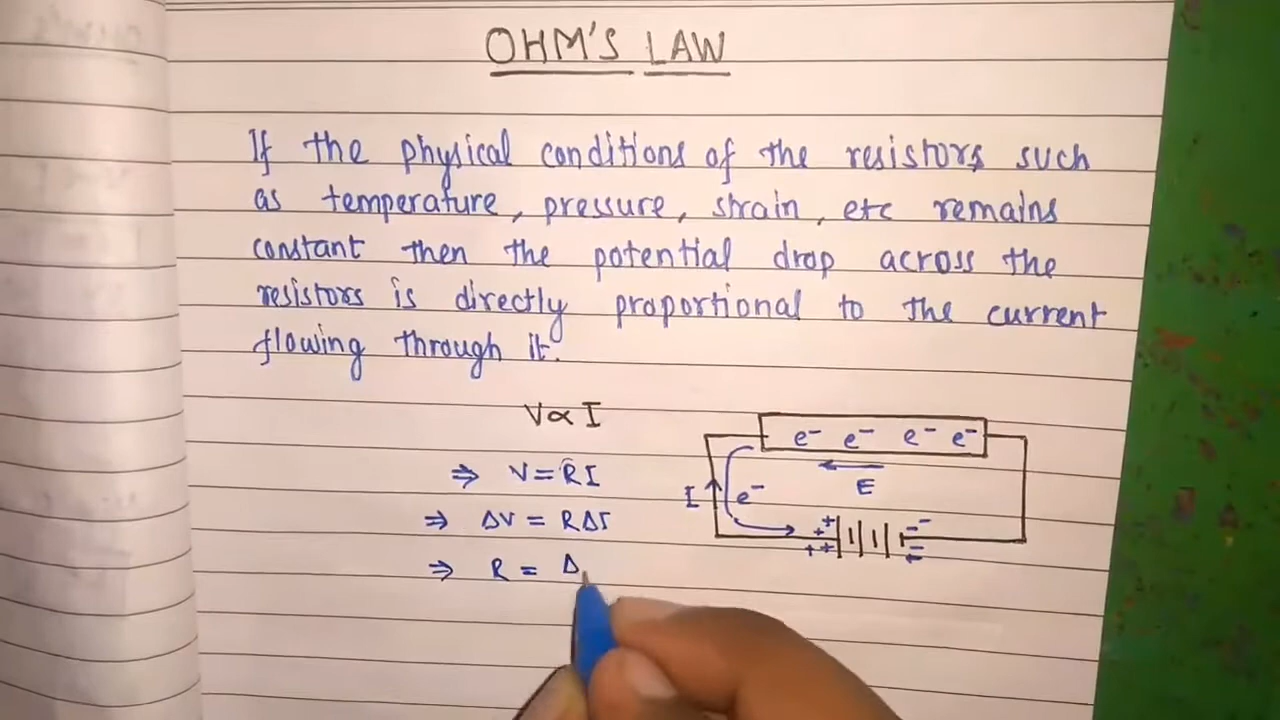 OHM'S LAW
If the physical conditions of the resistors such
as temperature, pressure, strain, etc remains
constant then the potential drop across the
resistors is directly proportional to the current
flowing through it.
V ∝ I
⇒ V = RI
⇒ ΔV = RΔI
⇒ R = Δ
e⁻ e⁻ e⁻ e⁻
E
I e⁻
+ + + + - - - -